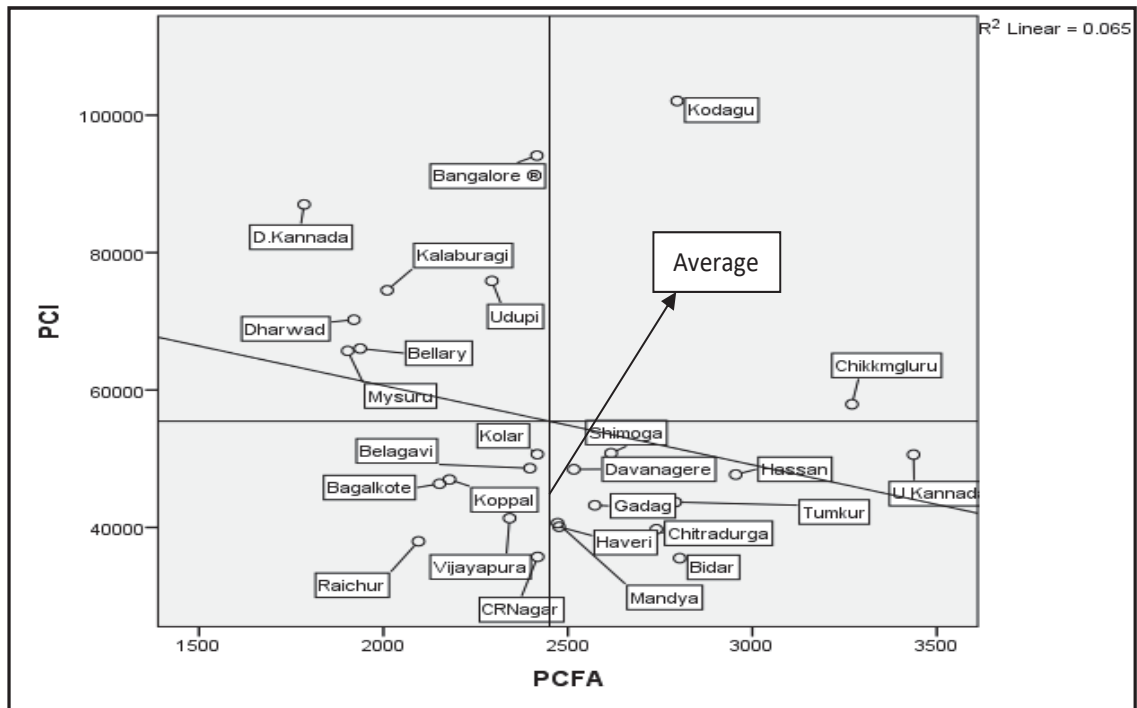 R² Linear = 0.065
PCI
100000
80000
60000
40000
Kodagu
Bangalore ®
D.Kannada
Kalaburagi
Average
Udupi
Dharwad
Bellary
Chikkmgluru
Mysuru
Kolar
Shimoga
Belagavi
Davanagere
Hassan
Bagalkote
Koppal
U.Kannada
Gadag
Tumkur
Haveri
Chitradurga
Vijayapura
Bidar
Raichur
Mandya
CRNagar
1500 2000 2500 3000 3500
PCFA